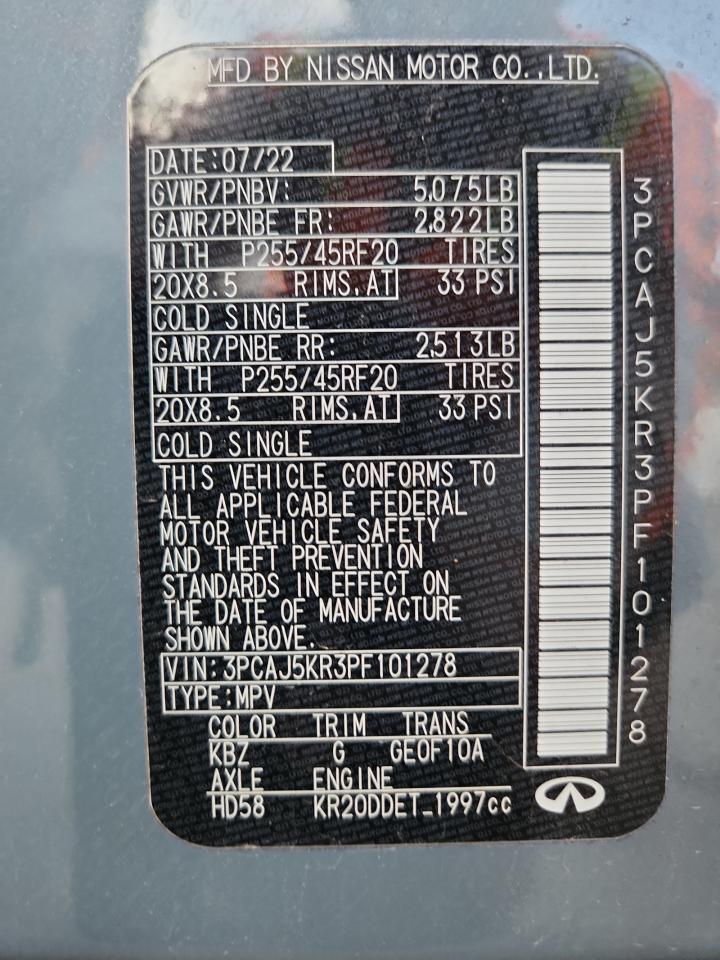 MFD BY NISSAN MOTOR CO.,LTD.
DATE:07/22
GVWR/PNBV: 5,075LB
GAWR/PNBE FR: 2,822LB
WITH P255/45RF20 TIRES
20X8.5 RIMS,AT 33 PSI
COLD SINGLE
GAWR/PNBE RR: 2,513LB
WITH P255/45RF20 TIRES
20X8.5 RIMS,AT 33 PSI
COLD SINGLE
THIS VEHICLE CONFORMS TO
ALL APPLICABLE FEDERAL
MOTOR VEHICLE SAFETY
AND THEFT PREVENTION
STANDARDS IN EFFECT ON
THE DATE OF MANUFACTURE
SHOWN ABOVE.
VIN:3PCAJ5KR3PF101278
TYPE:MPV
COLOR TRIM TRANS
KBZ G GE0F10A
AXLE ENGINE
HD58 KR20DDET_1997cc
3PCAJ5KR3PF101278